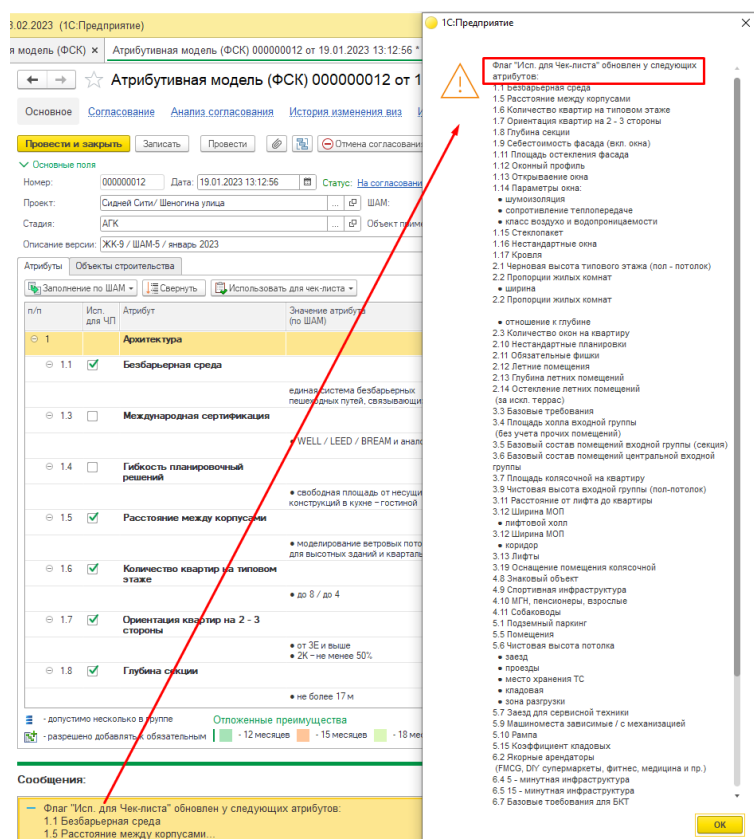 3.02.2023 (1С:Предприятие)
я модель (ФСК) ×
Атрибутивная модель (ФСК) 000000012 от 19.01.2023 13:12:56 *
Атрибутивная модель (ФСК) 000000012 от 1
Основное Согласование Анализ согласования История изменения виз И
Провести и закрыть Записать Провести Отмена согласовани
Основные поля
Номер: 000000012 Дата: 19.01.2023 13:12:56 Статус: На согласовани
Проект: Сидней Сити/ Шеногина улица ... ШАМ:
Стадия: АГК ... Объект приме
Описание версии: ЖК-9 / ШАМ-5 / январь 2023
Атрибуты Объекты строительства
Заполнение по ШАМ Свернуть Использовать для чек-листа
п/п Исп. для ЧП Атрибут Значение атрибута (по ШАМ)
1 Архитектура
1.1 Безбарьерная среда
единая система безбарьерных
пешеходных путей, связывающи
1.3 Международная сертификация
• WELL / LEED / BREAM и анало
1.4 Гибкость планировочный
решений
• свободная площадь от несущи
конструкций в кухне – гостиной
1.5 Расстояние между корпусами
• моделирование ветровых пото
для высотных зданий и кварталь
1.6 Количество квартир на типовом
этаже
• до 8 / до 4
1.7 Ориентация квартир на 2 - 3
стороны
• от 3Е и выше
• 2К – не менее 50%
1.8 Глубина секции
• не более 17 м
- допустимо несколько в группе Отложенные преимущества
- разрешено добавлять к обязательным - 12 месяцев - 15 месяцев - 18 мес
Сообщения:
— Флаг "Исп. для Чек-листа" обновлен у следующих атрибутов:
1.1 Безбарьерная среда
1.5 Расстояние между корпусами...
1С:Предприятие ×
Флаг "Исп. для Чек-листа" обновлен у следующих
атрибутов:
1.1 Безбарьерная среда
1.5 Расстояние между корпусами
1.6 Количество квартир на типовом этаже
1.7 Ориентация квартир на 2 - 3 стороны
1.8 Глубина секции
1.9 Себестоимость фасада (вкл. окна)
1.11 Площадь остекления фасада
1.12 Оконный профиль
1.13 Открываение окна
1.14 Параметры окна:
• шумоизоляция
• сопротивление теплопередаче
• класс воздухо и водопроницаемости
1.15 Стеклопакет
1.16 Нестандартные окна
1.17 Кровля
2.1 Черновая высота типового этажа (пол - потолок)
2.2 Пропорции жилых комнат
• ширина
2.2 Пропорции жилых комнат
• отношение к глубине
2.3 Количество окон на квартиру
2.10 Нестандартные планировки
2.11 Обязательные фишки
2.12 Летние помещения
2.13 Глубина летних помещений
2.14 Остекление летних помещений
(за искл. террас)
3.3 Базовые требования
3.4 Площадь холла входной группы
(без учета прочих помещений)
3.5 Базовый состав помещений входной группы (секция)
3.6 Базовый состав помещений центральной входной
группы
3.7 Площадь колясочной на квартиру
3.9 Чистовая высота входной группы (пол-потолок)
3.11 Расстояние от лифта до квартиры
3.12 Ширина МОП
• лифтовой холл
3.12 Ширина МОП
• коридор
3.13 Лифты
3.19 Оснащение помещения колясочной
4.8 Знаковый объект
4.9 Спортивная инфраструктура
4.10 МГН, пенсионеры, взрослые
4.11 Собаководы
5.1 Подземный паркинг
5.5 Помещения
5.6 Чистовая высота потолка
• заезд
• проезды
• место хранения ТС
• кладовая
• зона разгрузки
5.7 Заезд для сервисной техники
5.9 Машиноместа зависимые / с механизацией
5.10 Рампа
5.15 Коэффициент кладовых
6.2 Якорные арендаторы
(FMCG, DIY супермаркеты, фитнес, медицина и пр.)
6.4 5 - минутная инфраструктура
6.5 15 - минутная инфраструктура
6.7 Базовые требования для БКТ
ОК